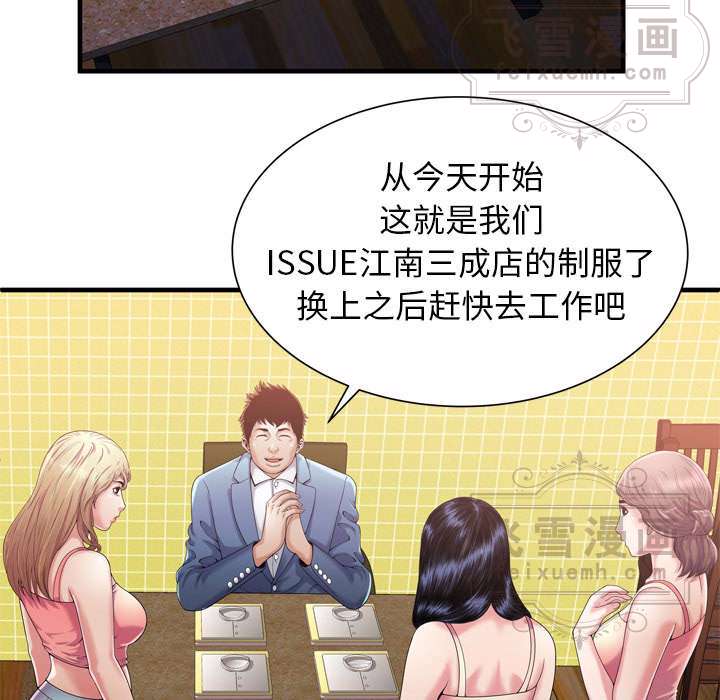 飞雪漫画
feixuemh.com
从今天开始
这就是我们
ISSUE江南三成店的制服了
换上之后赶快去工作吧
飞雪漫画
feixuemh.com